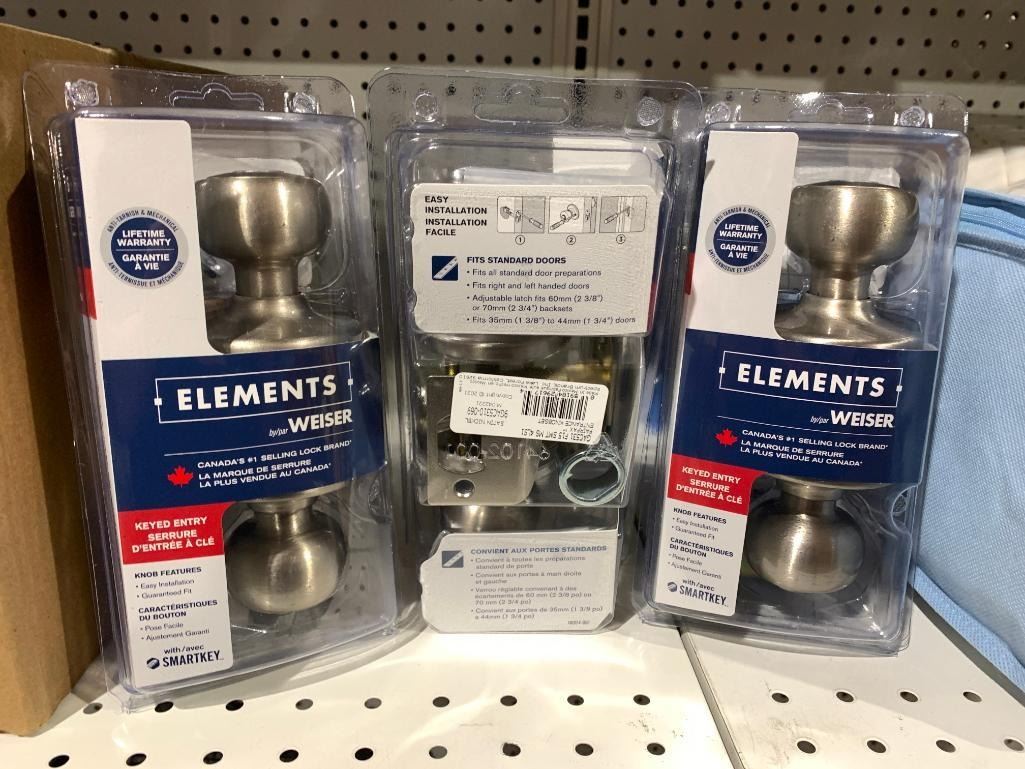 ANTI-TARNISH & MECHANICAL
LIFETIME
WARRANTY
GARANTIE
À VIE
ANTI-TERNISSURE ET MÉCANIQUE
ELEMENTS
by/par WEISER
CANADA'S #1 SELLING LOCK BRAND*
LA MARQUE DE SERRURE
LA PLUS VENDUE AU CANADA*
KEYED ENTRY
SERRURE
D'ENTRÉE À CLÉ
KNOB FEATURES
• Easy Installation
• Guaranteed Fit
CARACTÉRISTIQUES
DU BOUTON
• Pose Facile
• Ajustement Garanti
with/avec
SMARTKEY
EASY
INSTALLATION
INSTALLATION
FACILE
1 2 3
FITS STANDARD DOORS
• Fits all standard door preparations
• Fits right and left handed doors
• Adjustable latch fits 60mm (2 3/8")
or 70mm (2 3/4") backsets
• Fits 35mm (1 3/8") to 44mm (1 3/4") doors
GAC531
ENTRANCE KNOBSET
9GAC5310-069
CONVIENT AUX PORTES STANDARDS
• Convient à toutes les préparations
standard de porte
• Convient aux portes à main droite
et gauche
• Verrou réglable convenant à des
écartements de 60 mm (2 3/8 po) ou
70 mm (2 3/4 po)
• Convient aux portes de 35mm (1 3/8 po)
à 44mm (1 3/4 po)
ANTI-TARNISH & MECHANICAL
LIFETIME
WARRANTY
GARANTIE
À VIE
ANTI-TERNISSURE ET MÉCANIQUE
ELEMENTS
by/par WEISER
CANADA'S #1 SELLING LOCK BRAND*
LA MARQUE DE SERRURE
LA PLUS VENDUE AU CANADA*
KEYED ENTRY
SERRURE
D'ENTRÉE À CLÉ
KNOB FEATURES
• Easy Installation
• Guaranteed Fit
CARACTÉRISTIQUES
DU BOUTON
• Pose Facile
• Ajustement Garanti
with/avec
SMARTKEY